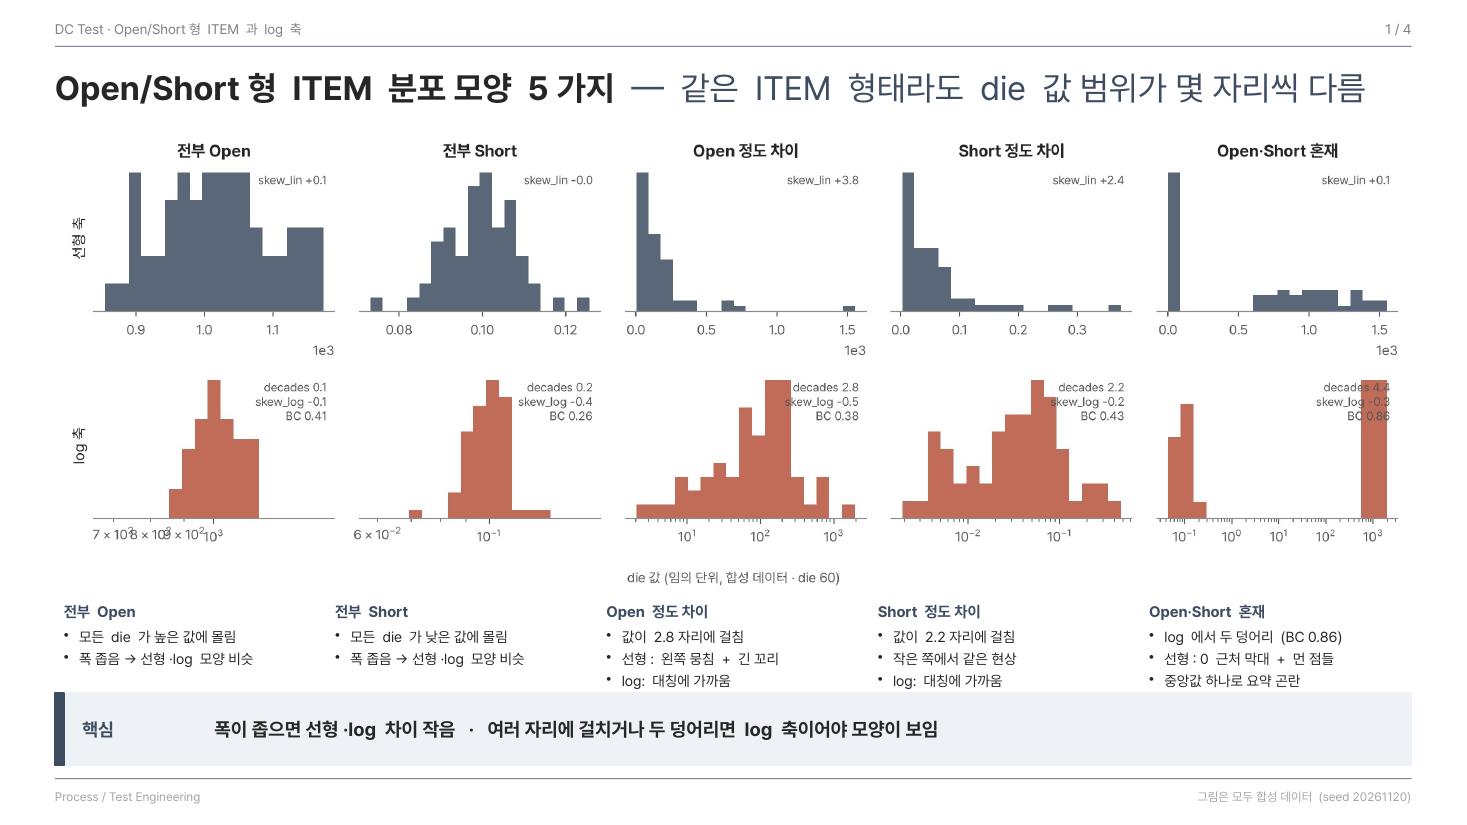 DC Test · Open/Short 형 ITEM 과 log 축
1 / 4
Open/Short 형 ITEM 분포 모양 5 가지 — 같은 ITEM 형태라도 die 값 범위가 몇 자리씩 다름
전부 Open
전부 Short
Open 정도 차이
Short 정도 차이
Open·Short 혼재
선형 축
skew_lin +0.1
skew_lin -0.0
skew_lin +3.8
skew_lin +2.4
skew_lin +0.1
0.9 1.0 1.1
0.08 0.10 0.12
0.0 0.5 1.0 1.5
0.0 0.1 0.2 0.3
0.0 0.5 1.0 1.5
1e3
1e3
1e3
log 축
decades 0.1
skew_log -0.1
BC 0.41
decades 0.2
skew_log -0.4
BC 0.26
decades 2.8
skew_log -0.5
BC 0.38
decades 2.2
skew_log -0.2
BC 0.43
decades 4.4
skew_log -0.3
BC 0.86
7 × 10² 8 × 10² 9 × 10² 10³
6 × 10⁻² 10⁻¹
10¹ 10² 10³
10⁻² 10⁻¹
10⁻¹ 10⁰ 10¹ 10² 10³
die 값 (임의 단위, 합성 데이터 · die 60)
전부 Open
• 모든 die 가 높은 값에 몰림
• 폭 좁음 → 선형 ·log 모양 비슷
전부 Short
• 모든 die 가 낮은 값에 몰림
• 폭 좁음 → 선형 ·log 모양 비슷
Open 정도 차이
• 값이 2.8 자리에 걸침
• 선형 : 왼쪽 뭉침 + 긴 꼬리
• log: 대칭에 가까움
Short 정도 차이
• 값이 2.2 자리에 걸침
• 작은 쪽에서 같은 현상
• log: 대칭에 가까움
Open·Short 혼재
• log 에서 두 덩어리 (BC 0.86)
• 선형 : 0 근처 막대 + 먼 점들
• 중앙값 하나로 요약 곤란
핵심
폭이 좁으면 선형 ·log 차이 작음 · 여러 자리에 걸치거나 두 덩어리면 log 축이어야 모양이 보임
Process / Test Engineering
그림은 모두 합성 데이터 (seed 20261120)